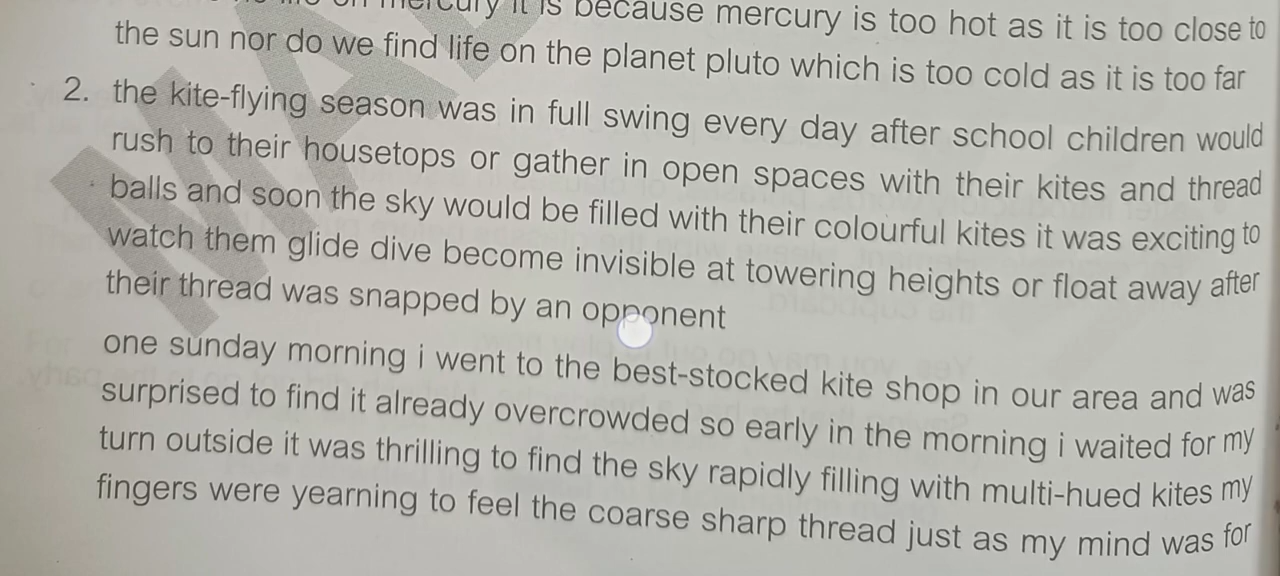 mercury it is because mercury is too hot as it is too close to
the sun nor do we find life on the planet pluto which is too cold as it is too far
2. the kite-flying season was in full swing every day after school children would
rush to their housetops or gather in open spaces with their kites and thread
balls and soon the sky would be filled with their colourful kites it was exciting to
watch them glide dive become invisible at towering heights or float away after
their thread was snapped by an opponent
one sunday morning i went to the best-stocked kite shop in our area and was
surprised to find it already overcrowded so early in the morning i waited for my
turn outside it was thrilling to find the sky rapidly filling with multi-hued kites my
fingers were yearning to feel the coarse sharp thread just as my mind was for